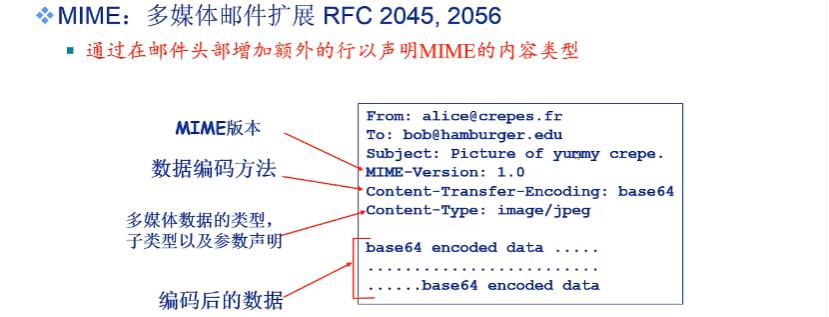 MIME：多媒体邮件扩展 RFC 2045, 2056
通过在邮件头部增加额外的行以声明MIME的内容类型
MIME版本
数据编码方法
多媒体数据的类型，
子类型以及参数声明
编码后的数据
From: alice@crepes.fr
To: bob@hamburger.edu
Subject: Picture of yummy crepe.
MIME-Version: 1.0
Content-Transfer-Encoding: base64
Content-Type: image/jpeg
base64 encoded data .....
.........................
......base64 encoded data